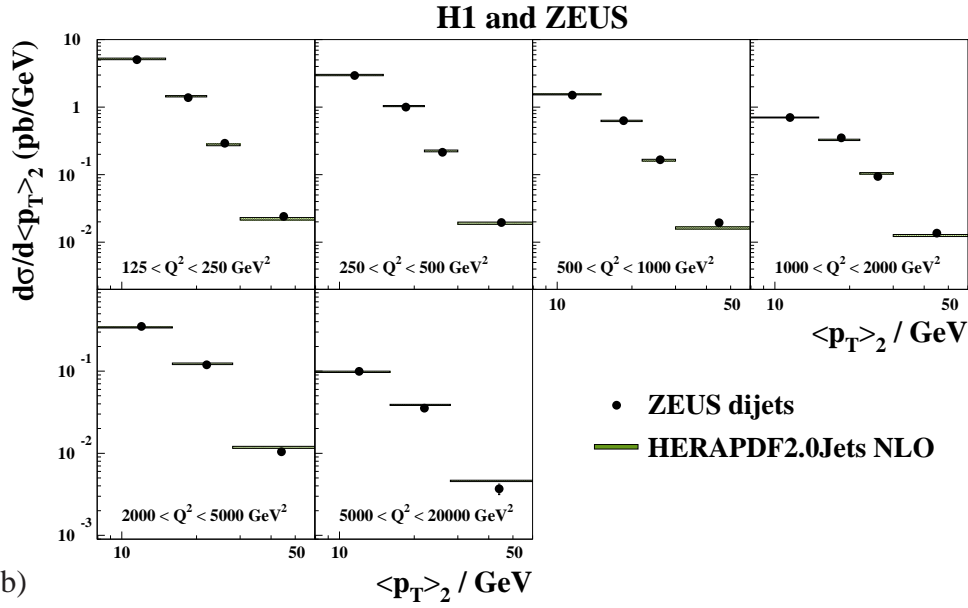 H1 and ZEUS
dσ/d<p_T>_2 (pb/GeV)
10
1
10^-1
10^-2
125 < Q^2 < 250 GeV^2
250 < Q^2 < 500 GeV^2
500 < Q^2 < 1000 GeV^2
1000 < Q^2 < 2000 GeV^2
10 50 10 50
<p_T>_2 / GeV
10^-1
10^-2
10^-3
2000 < Q^2 < 5000 GeV^2
5000 < Q^2 < 20000 GeV^2
ZEUS dijets
HERAPDF2.0Jets NLO
10 50 10 50
<p_T>_2 / GeV
b)